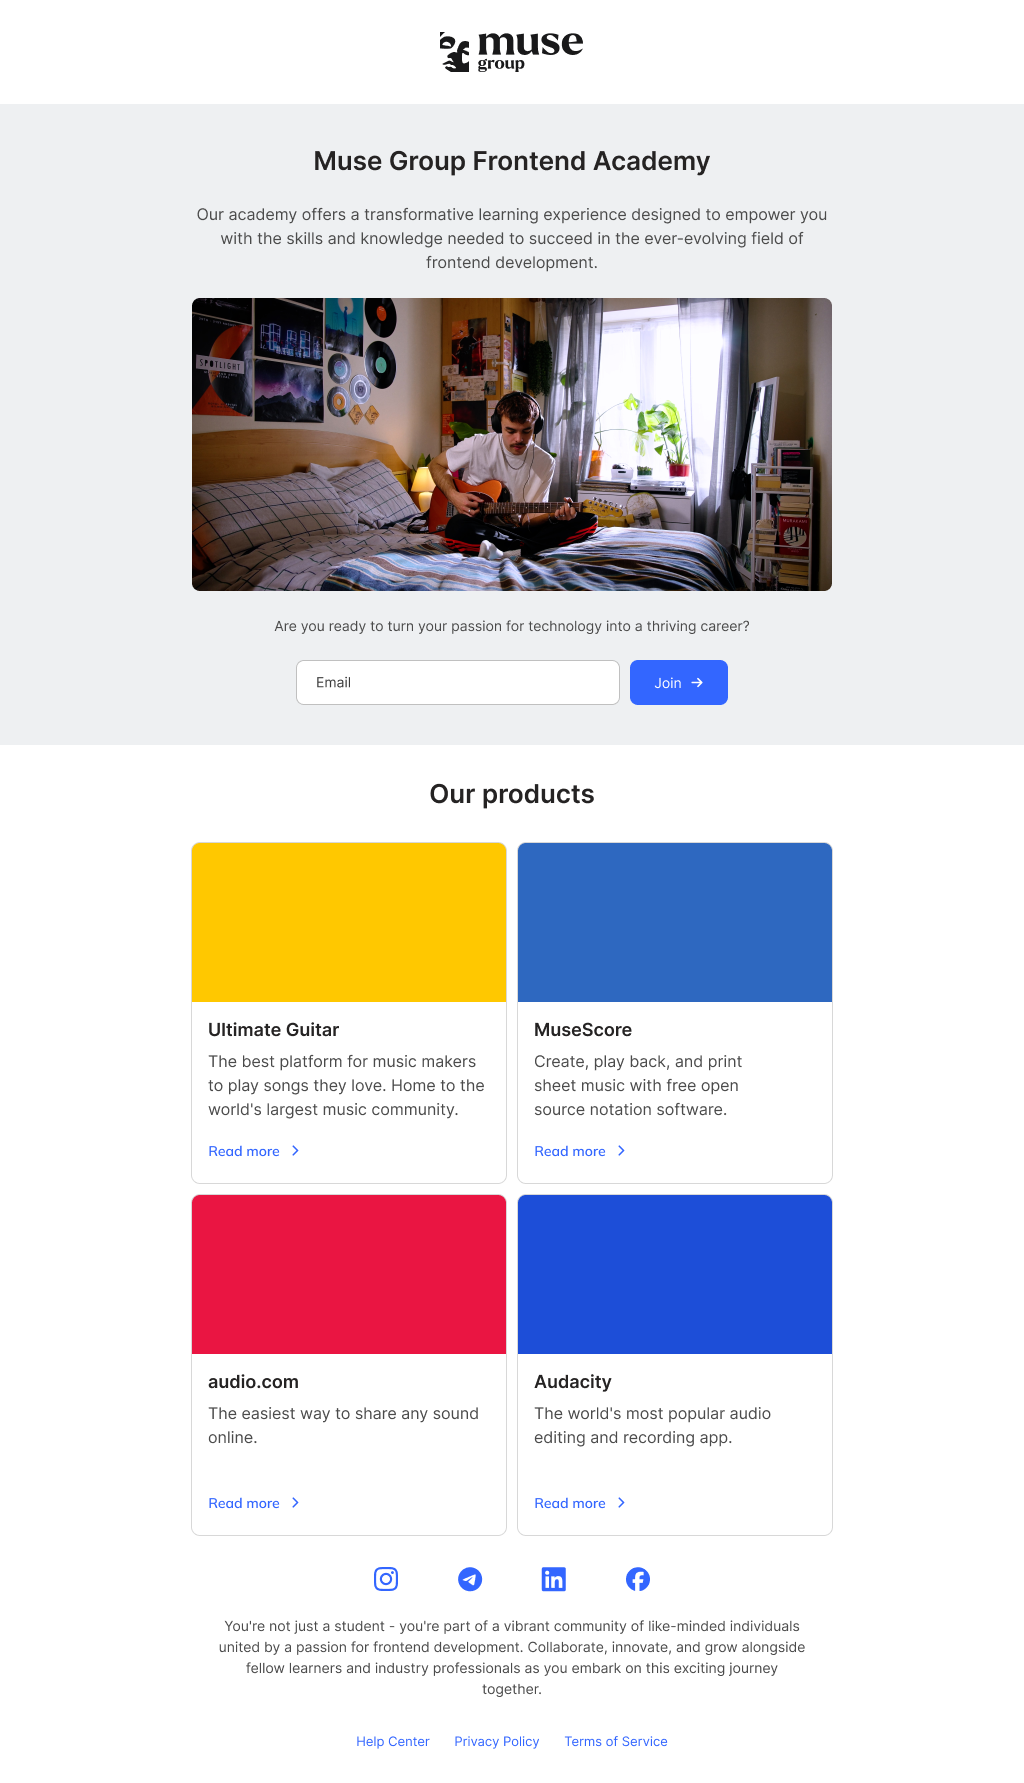 muse
group
Muse Group Frontend Academy
Our academy offers a transformative learning experience designed to empower you
with the skills and knowledge needed to succeed in the ever-evolving field of
frontend development.
SPOTLIGHT
MURAKAMI
Are you ready to turn your passion for technology into a thriving career?
Email
Join
Our products
Ultimate Guitar
The best platform for music makers
to play songs they love. Home to the
world's largest music community.
Read more
MuseScore
Create, play back, and print
sheet music with free open
source notation software.
Read more
audio.com
The easiest way to share any sound
online.
Read more
Audacity
The world's most popular audio
editing and recording app.
Read more
in
You're not just a student - you're part of a vibrant community of like-minded individuals
united by a passion for frontend development. Collaborate, innovate, and grow alongside
fellow learners and industry professionals as you embark on this exciting journey
together.
Help Center
Privacy Policy
Terms of Service